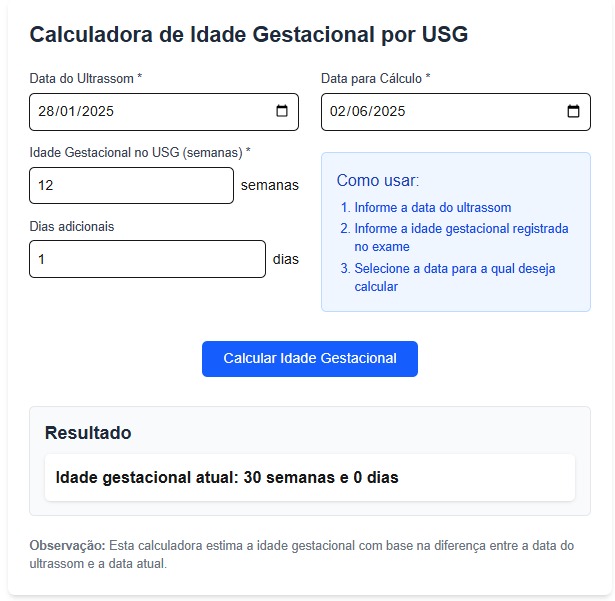 Calculadora de Idade Gestacional por USG
Data do Ultrassom *
28/01/2025
Data para Cálculo *
02/06/2025
Idade Gestacional no USG (semanas) *
12 semanas
Dias adicionais
1 dias
Como usar:
1. Informe a data do ultrassom
2. Informe a idade gestacional registrada
no exame
3. Selecione a data para a qual deseja
calcular
Calcular Idade Gestacional
Resultado
Idade gestacional atual: 30 semanas e 0 dias
Observação: Esta calculadora estima a idade gestacional com base na diferença entre a data do
ultrassom e a data atual.